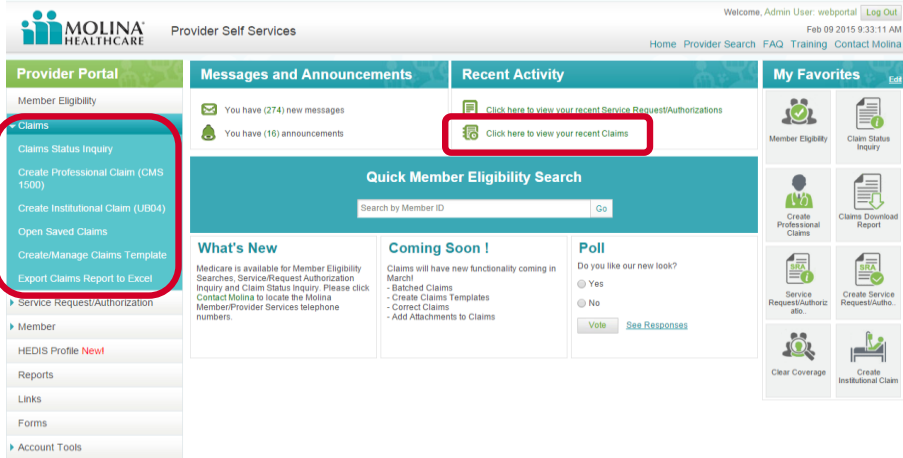 Welcome, Admin User: webportal Log Out
MOLINA
HEALTHCARE
Provider Self Services
Feb 09 2015 9:33:11 AM
Home Provider Search FAQ Training Contact Molina
Provider Portal
Member Eligibility
Claims
Claims Status Inquiry
Create Professional Claim (CMS
1500)
Create Institutional Claim (UB04)
Open Saved Claims
Create/Manage Claims Template
Export Claims Report to Excel
Service Request/Authorization
Member
HEDIS Profile New!
Reports
Links
Forms
Account Tools
Messages and Announcements
You have (274) new messages
You have (16) announcements
Recent Activity
Click here to view your recent Service Request/Authorizations
Click here to view your recent Claims
Quick Member Eligibility Search
Search by Member ID
Go
What's New
Medicare is available for Member Eligibility
Searches, Service/Request Authorization
Inquiry and Claim Status Inquiry. Please click
Contact Molina to locate the Molina
Member/Provider Services telephone
numbers.
Coming Soon !
Claims will have new functionality coming in
March!
- Batched Claims
- Create Claims Templates
- Correct Claims
- Add Attachments to Claims
Poll
Do you like our new look?
Yes
No
Vote See Responses
My Favorites
Edit
Member Eligibility
Claim Status
Inquiry
Create
Professional
Claims
Claims Download
Report
SRA
Service
Request/Authoriz
atio..
SRA
Create Service
Request/Autho..
Clear Coverage
Create
Institutional Claim